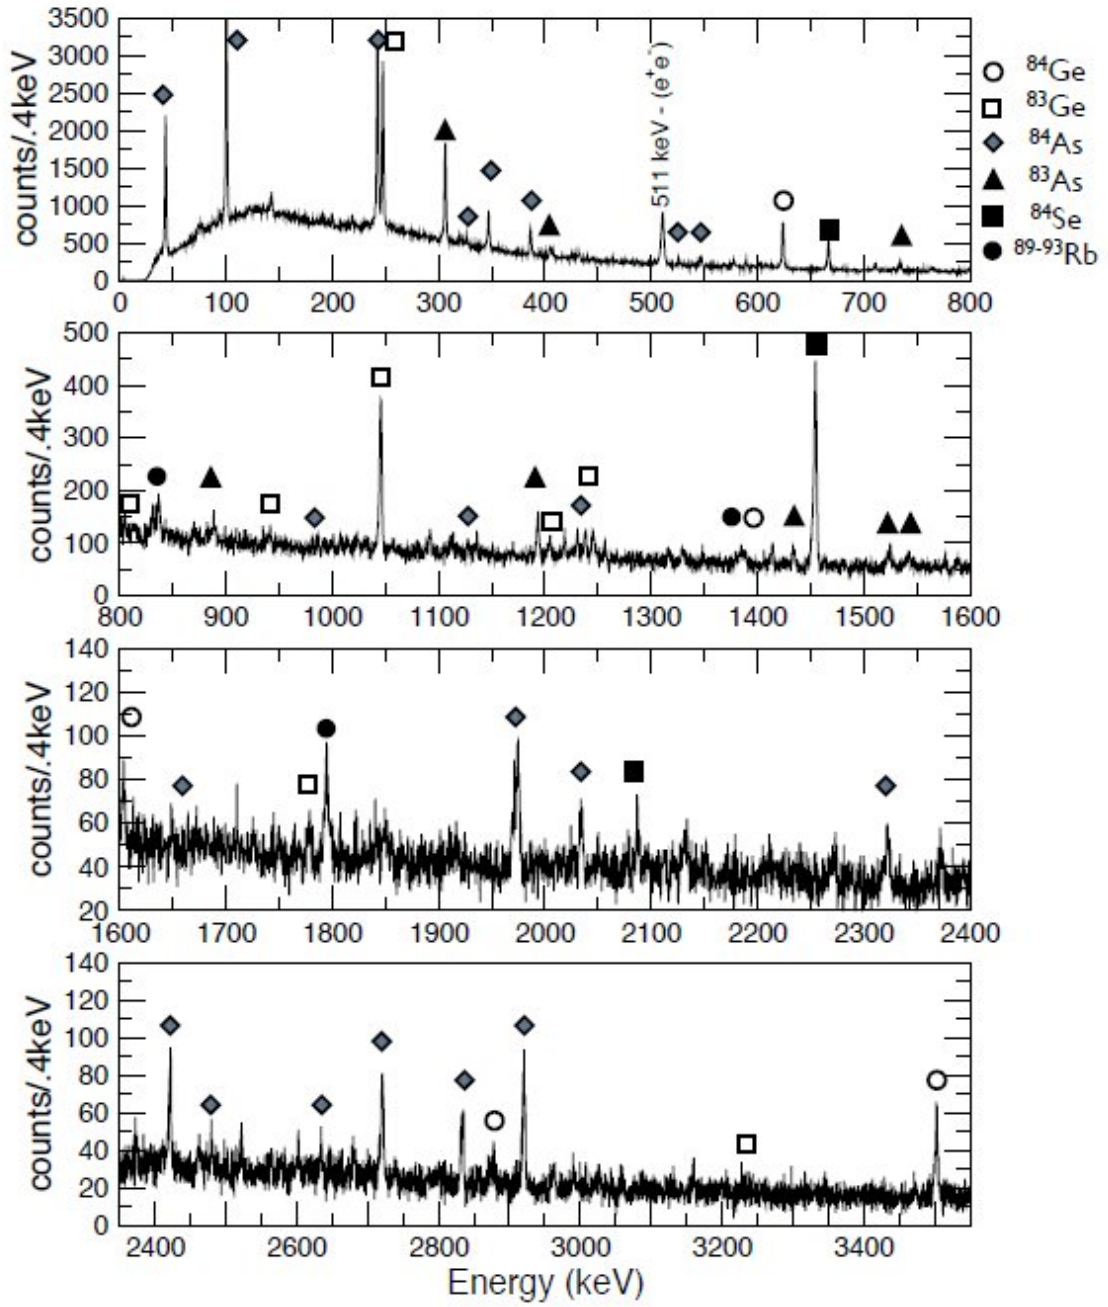 3500
3000
2500
2000
1500
1000
500
0
counts/.4keV
511 keV - (e⁺e⁻)
0 100 200 300 400 500 600 700 800
⁸⁴Ge
⁸³Ge
⁸⁴As
⁸³As
⁸⁴Se
⁸⁹⁻⁹³Rb
500
400
300
200
100
0
counts/.4keV
800 900 1000 1100 1200 1300 1400 1500 1600
140
120
100
80
60
40
20
counts/.4keV
1600 1700 1800 1900 2000 2100 2200 2300 2400
140
120
100
80
60
40
20
0
counts/.4keV
2400 2600 2800 3000 3200 3400
Energy (keV)